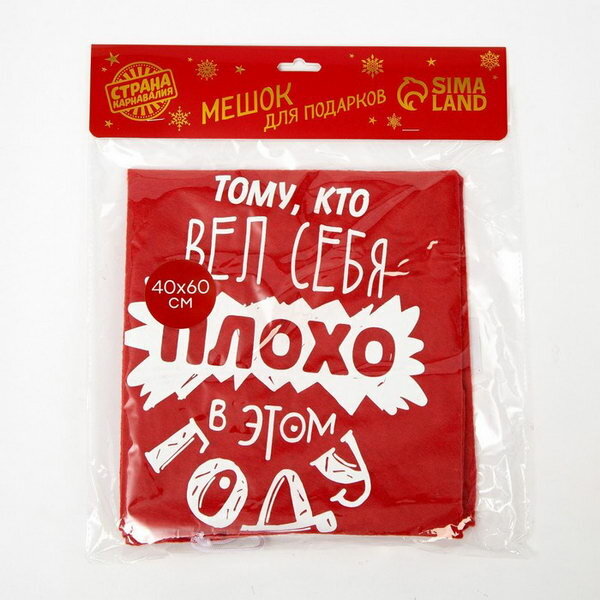 СТРАНА
КАРНАВАЛИЯ
МЕШОК
ДЛЯ ПОДАРКОВ
SIMA
LAND
ТОМУ, КТО
ВЕЛ СЕБЯ
40х60
СМ
ПЛОХО
В ЭТОМ
ГОДУ